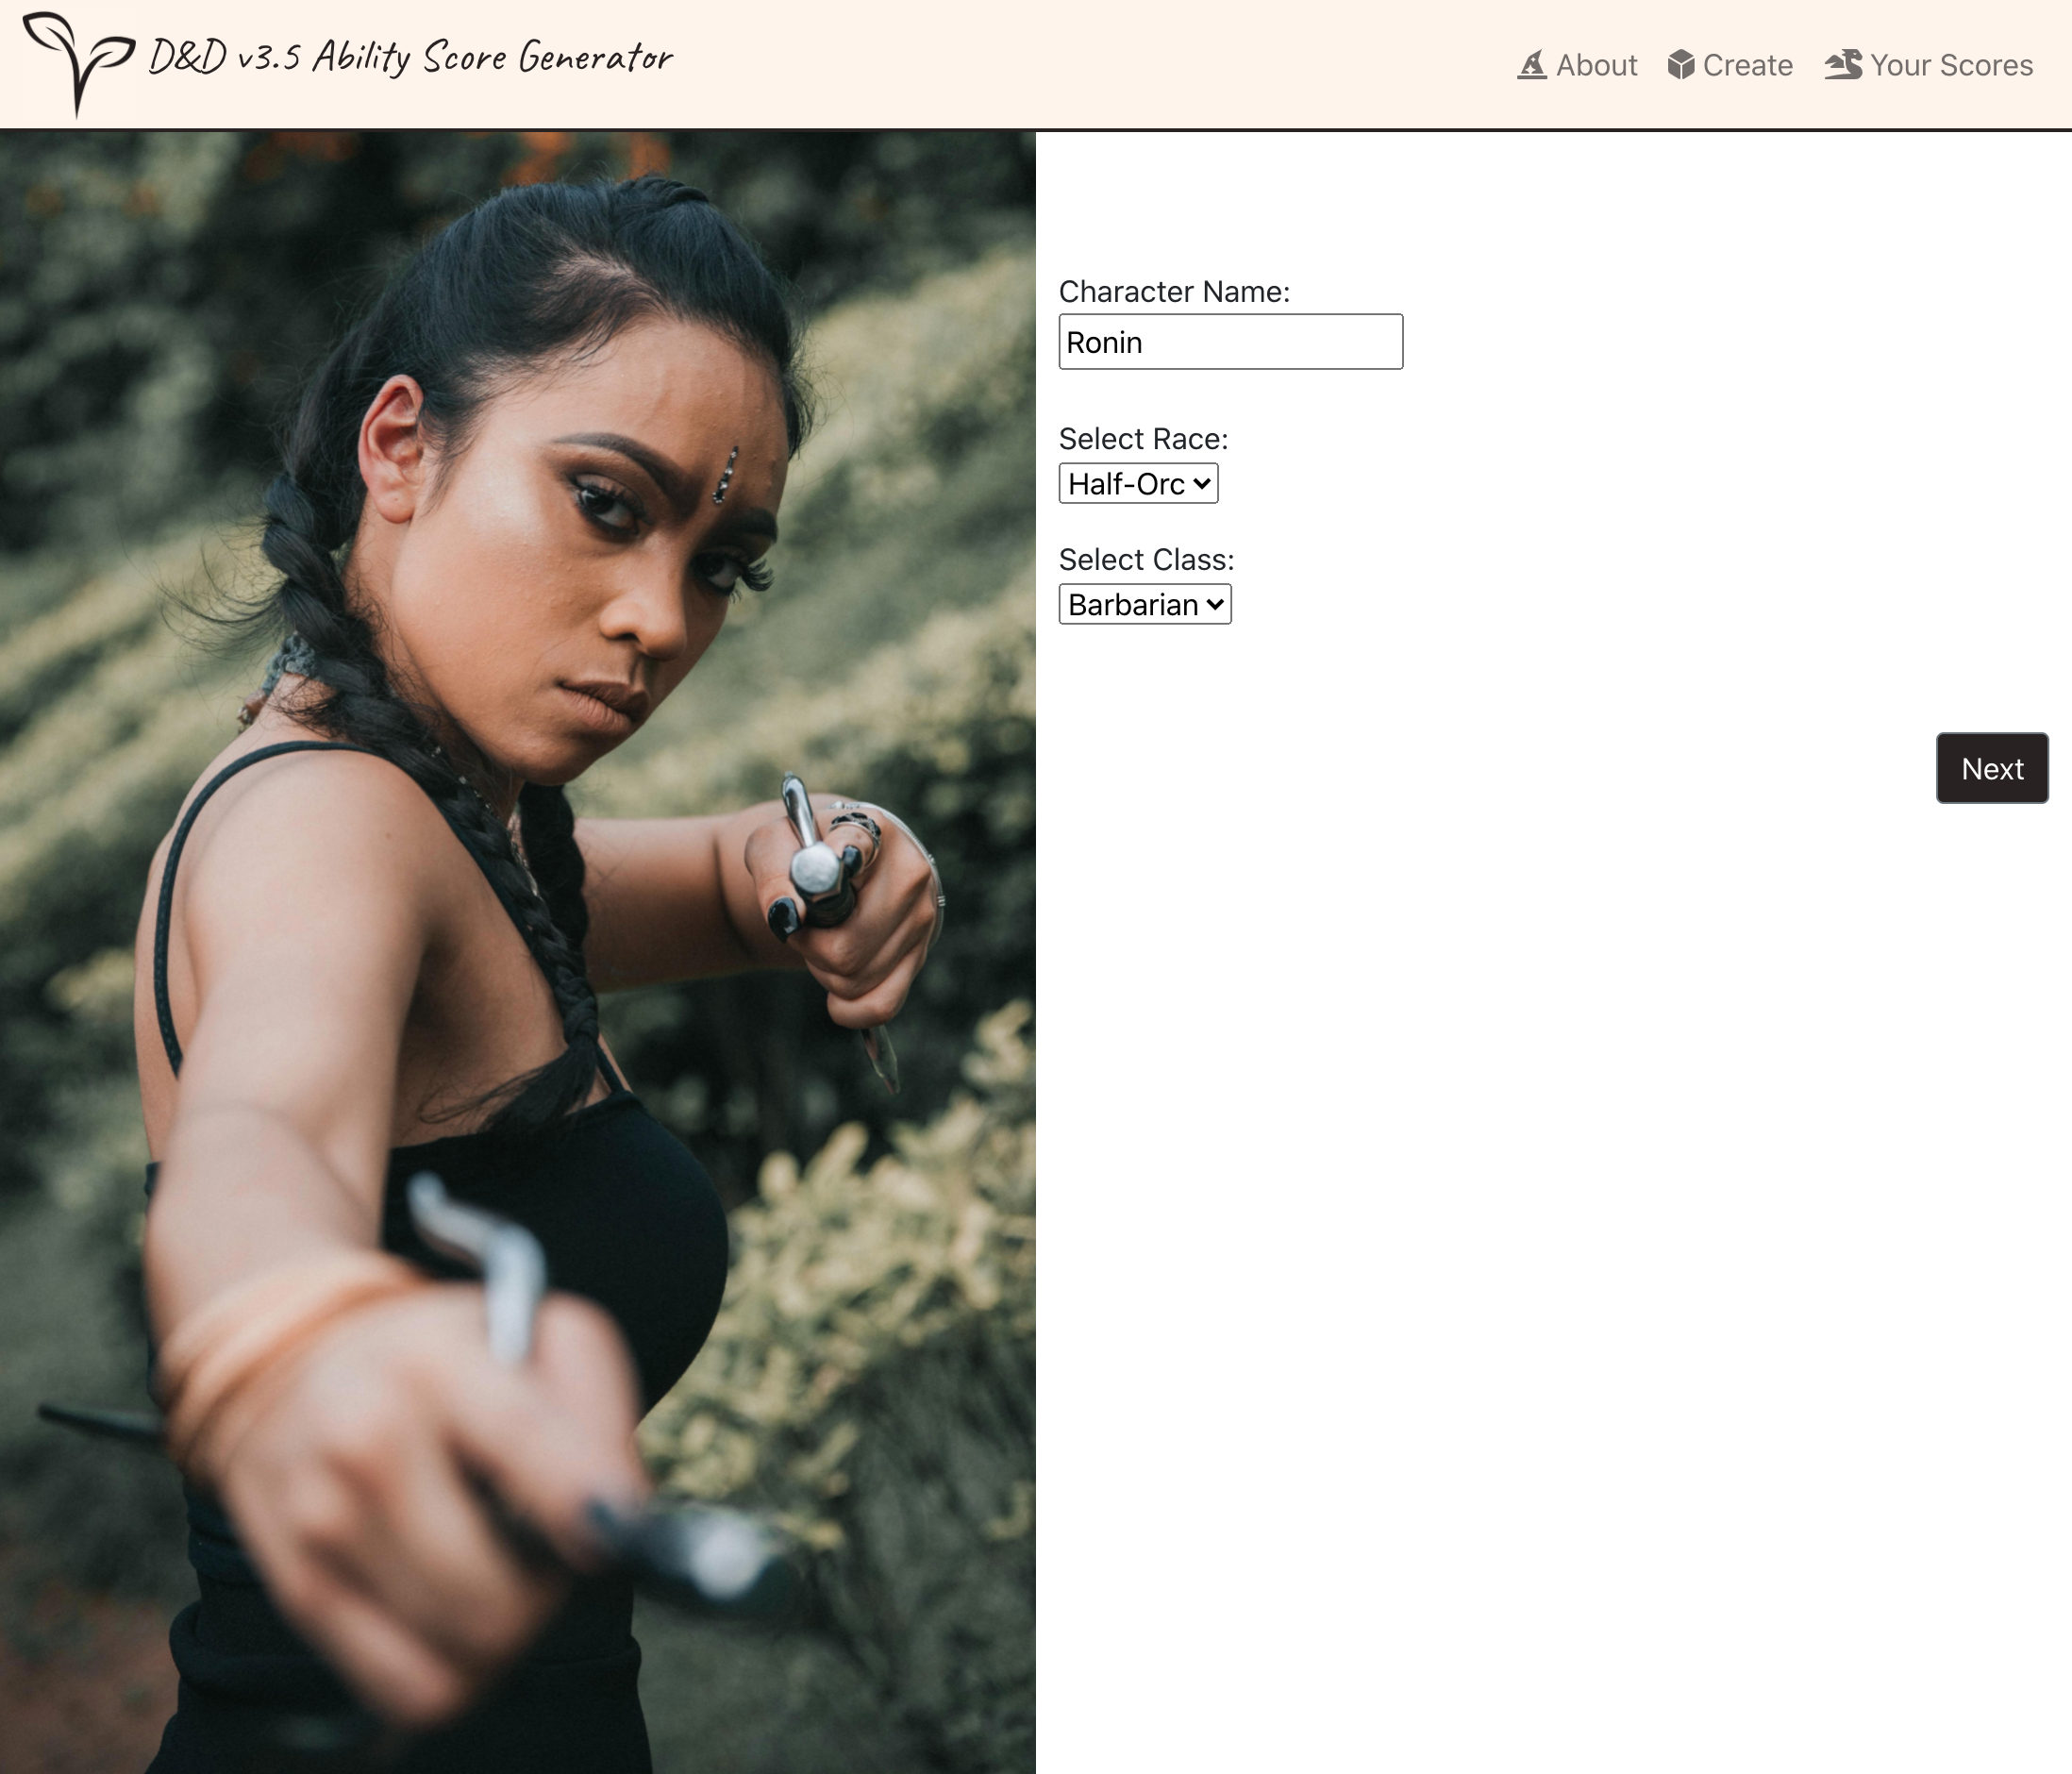 D&D v3.5 Ability Score Generator
About Create Your Scores
Character Name:
Ronin
Select Race:
Half-Orc
Select Class:
Barbarian
Next